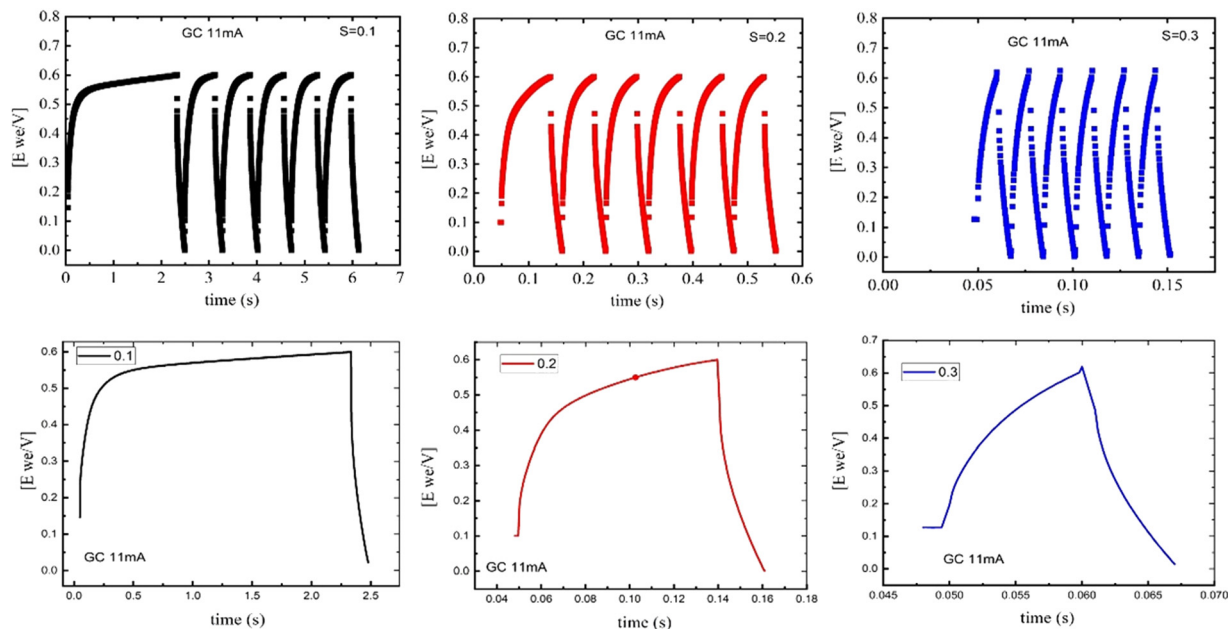 GC 11mA
S=0.1
[E we/V]
0.8
0.7
0.6
0.5
0.4
0.3
0.2
0.1
0.0
0 1 2 3 4 5 6 7
time (s)
GC 11mA
S=0.2
[E we/V]
0.8
0.7
0.6
0.5
0.4
0.3
0.2
0.1
0.0
0.0 0.1 0.2 0.3 0.4 0.5 0.6
time (s)
GC 11mA
S=0.3
[E we/V]
0.8
0.7
0.6
0.5
0.4
0.3
0.2
0.1
0.0
0.00 0.05 0.10 0.15
time (s)
0.1
[E we/V]
0.6
0.5
0.4
0.3
0.2
0.1
0.0
GC 11mA
0.0 0.5 1.0 1.5 2.0 2.5
time (s)
0.2
[E we/V]
0.6
0.5
0.4
0.3
0.2
0.1
0.0
GC 11mA
0.04 0.06 0.08 0.10 0.12 0.14 0.16 0.18
time (s)
0.3
[E we/V]
0.7
0.6
0.5
0.4
0.3
0.2
0.1
0.0
GC 11mA
0.045 0.050 0.055 0.060 0.065 0.070
time (s)